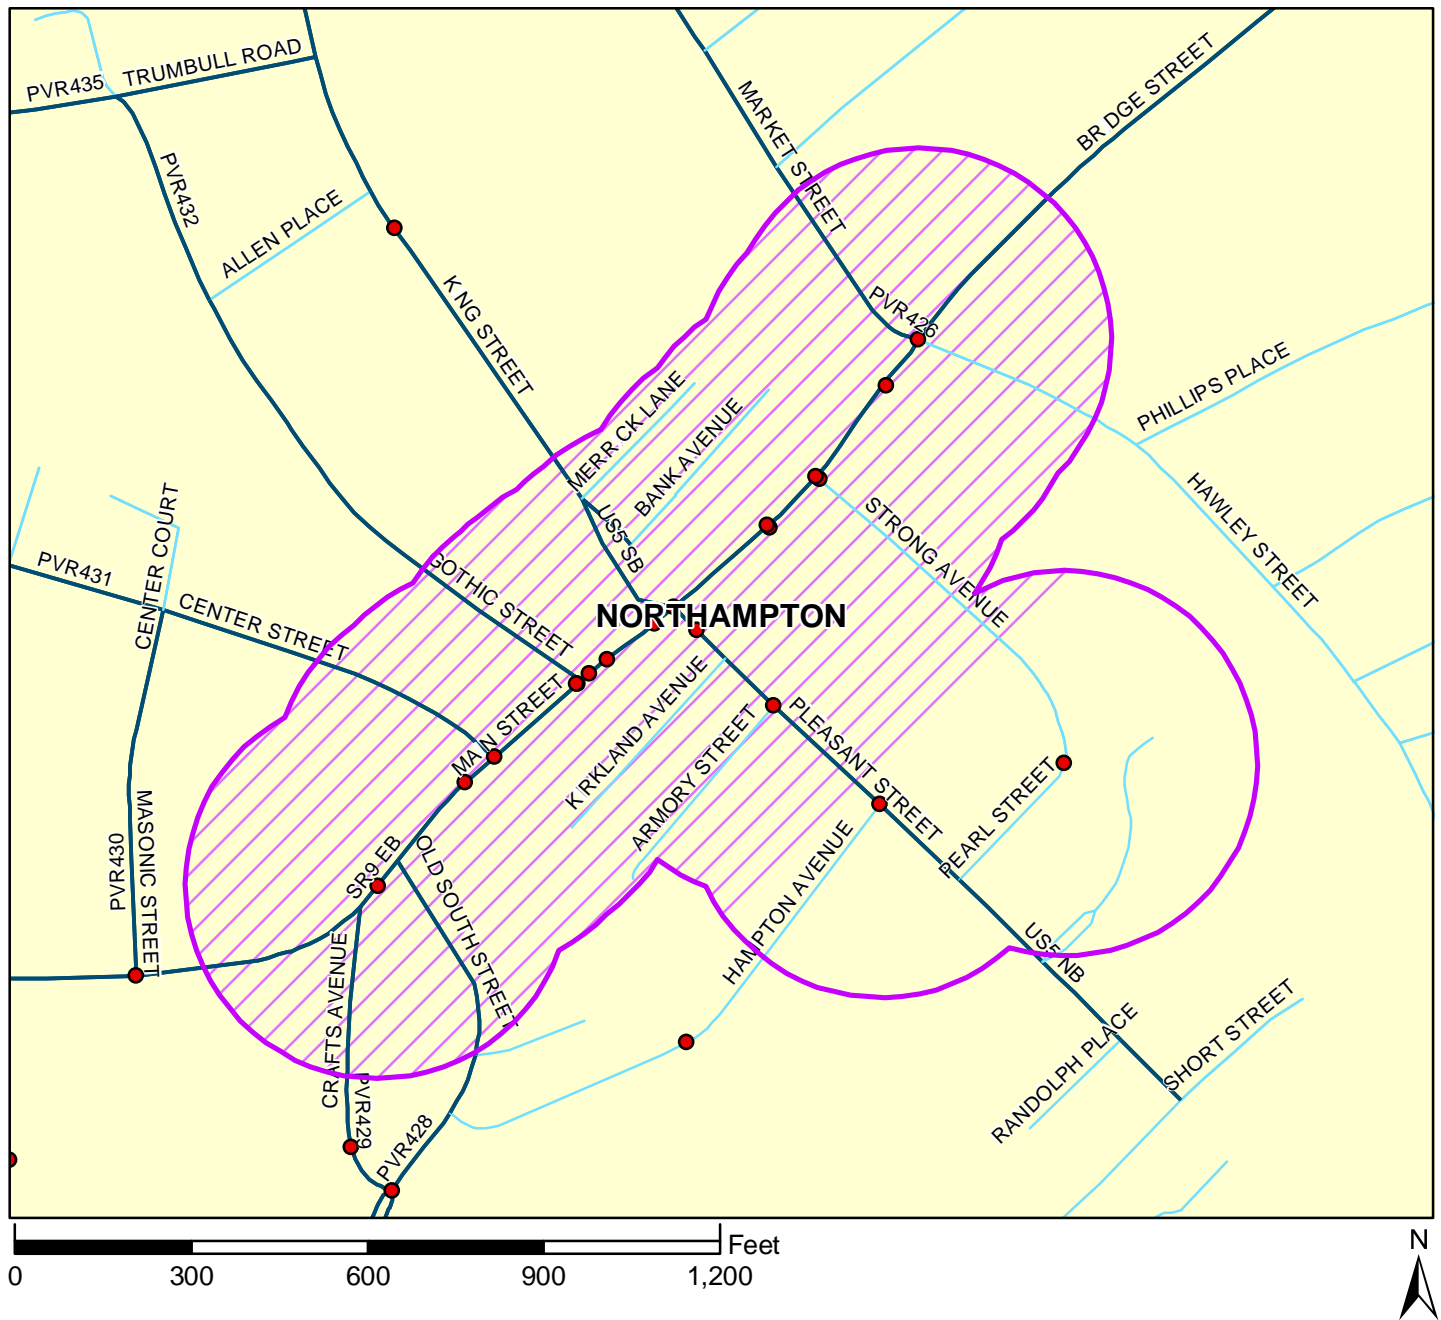 TRUMBULL ROAD
PVR435
MARKET STREET
BR DGE STREET
PVR432
ALLEN PLACE
K NG STREET
PVR426
PHILLIPS PLACE
MERR CK LANE
BANK AVENUE
HAWLEY STREET
STRONG AVENUE
US5 SB
CENTER COURT
PVR431
CENTER STREET
GOTHIC STREET
NORTHAMPTON
MA N STREET
K RKLAND AVENUE
ARMORY STREET
PLEASANT STREET
PEARL STREET
MASONIC STREET
PVR430
SR9 EB
OLD SOUTH STREET
HAMPTON AVENUE
CRAFTS AVENUE
US5 NB
PVR429
PVR428
RANDOLPH PLACE
SHORT STREET
Feet
0 300 600 900 1,200
N